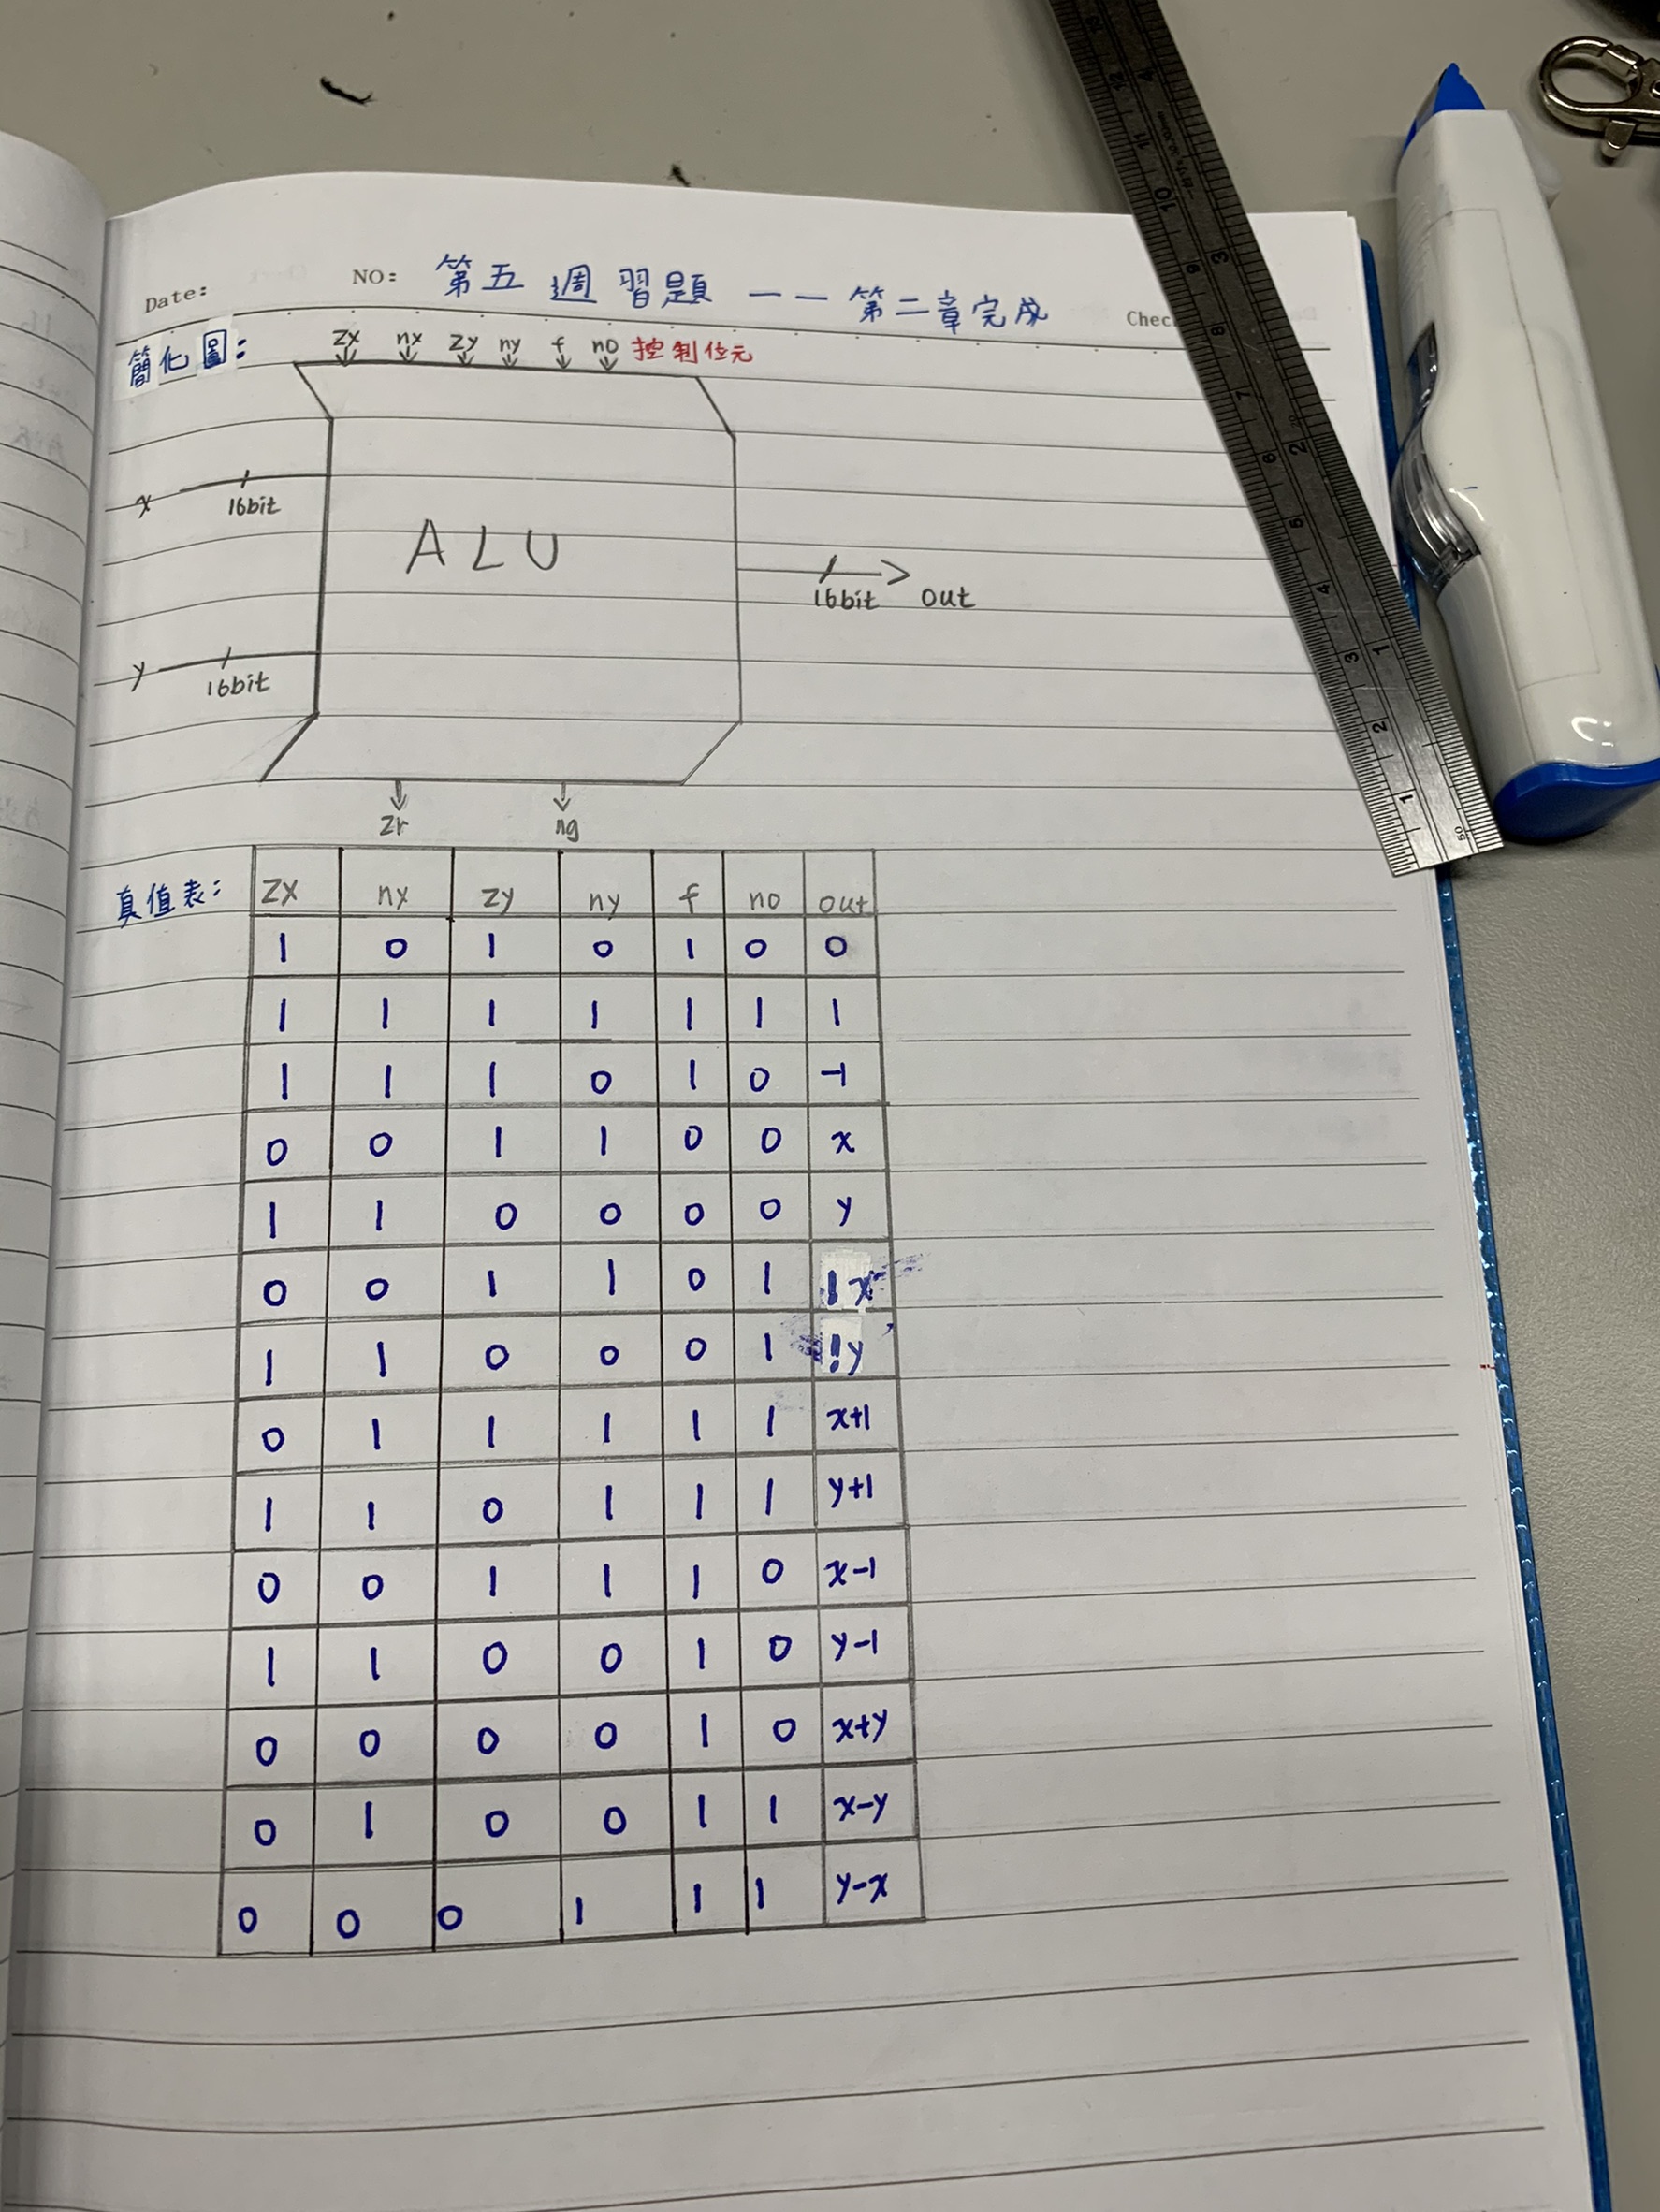 Date: NO: 第五週習題 —— 第二章完成
簡化圖: zx nx zy ny f no 控制位元
x 16bit
ALU
16bit out
y 16bit
zr ng
真值表: zx nx zy ny f no out
1 0 1 0 1 0 0
1 1 1 1 1 1 1
1 1 1 0 1 0 -1
0 0 1 1 0 0 x
1 1 0 0 0 0 y
0 0 1 1 0 1 !x
1 1 0 0 0 1 !y
0 1 1 1 1 1 x+1
1 1 0 1 1 1 y+1
0 0 1 1 1 0 x-1
1 1 0 0 1 0 y-1
0 0 0 0 1 0 x+y
0 1 0 0 1 1 x-y
0 0 0 1 1 1 y-x